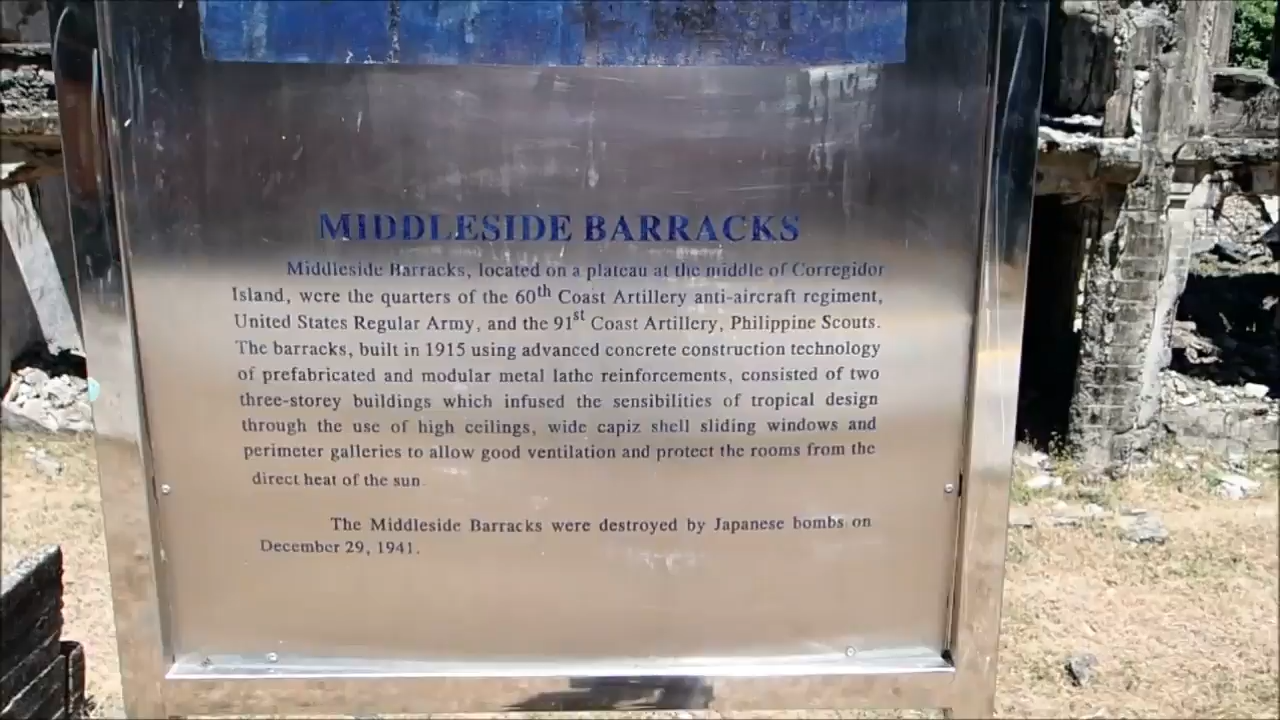 MIDDLESIDE BARRACKS
Middleside Barracks, located on a plateau at the middle of Corregidor
Island, were the quarters of the 60th Coast Artillery anti-aircraft regiment,
United States Regular Army, and the 91st Coast Artillery, Philippine Scouts.
The barracks, built in 1915 using advanced concrete construction technology
of prefabricated and modular metal lathe reinforcements, consisted of two
three-storey buildings which infused the sensibilities of tropical design
through the use of high ceilings, wide capiz shell sliding windows and
perimeter galleries to allow good ventilation and protect the rooms from the
direct heat of the sun.
The Middleside Barracks were destroyed by Japanese bombs on
December 29, 1941.